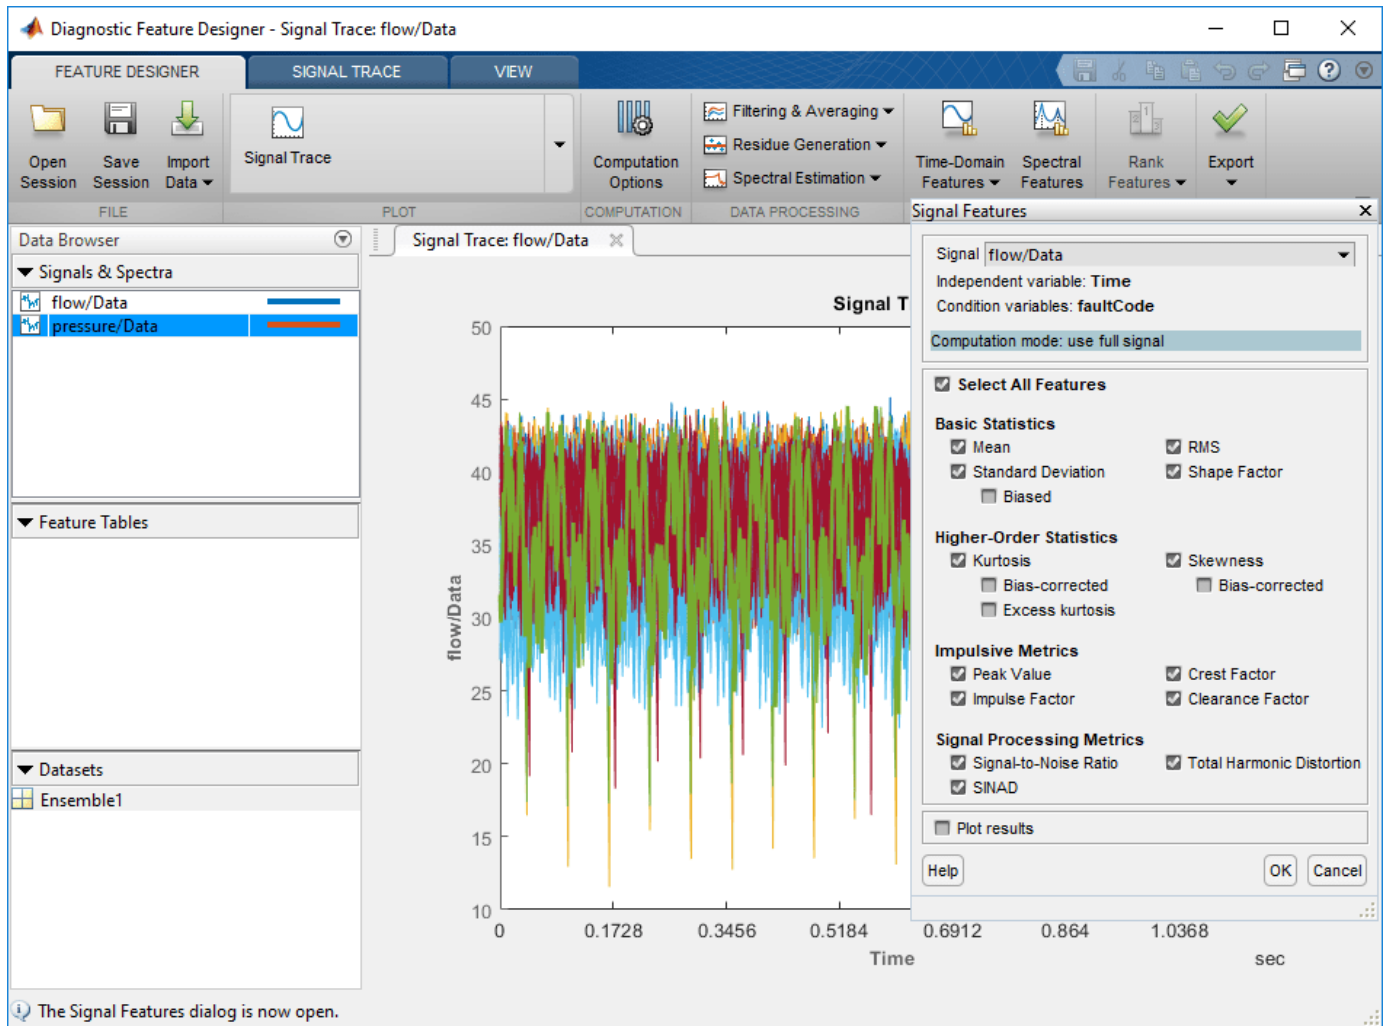 Diagnostic Feature Designer - Signal Trace: flow/Data
FEATURE DESIGNER SIGNAL TRACE VIEW
Open Session
Save Session
Import Data
Signal Trace
Computation Options
Filtering & Averaging
Residue Generation
Spectral Estimation
Time-Domain Features
Spectral Features
Rank Features
Export
FILE PLOT COMPUTATION DATA PROCESSING
Data Browser
Signals & Spectra
flow/Data
pressure/Data
Feature Tables
Datasets
Ensemble1
Signal Trace: flow/Data
Signal T
50
45
40
35
30
25
20
15
10
flow/Data
0 0.1728 0.3456 0.5184 0.6912 0.864 1.0368
Time
sec
Signal Features
Signal flow/Data
Independent variable: Time
Condition variables: faultCode
Computation mode: use full signal
Select All Features
Basic Statistics
Mean RMS
Standard Deviation Shape Factor
Biased
Higher-Order Statistics
Kurtosis Skewness
Bias-corrected Bias-corrected
Excess kurtosis
Impulsive Metrics
Peak Value Crest Factor
Impulse Factor Clearance Factor
Signal Processing Metrics
Signal-to-Noise Ratio Total Harmonic Distortion
SINAD
Plot results
Help OK Cancel
The Signal Features dialog is now open.